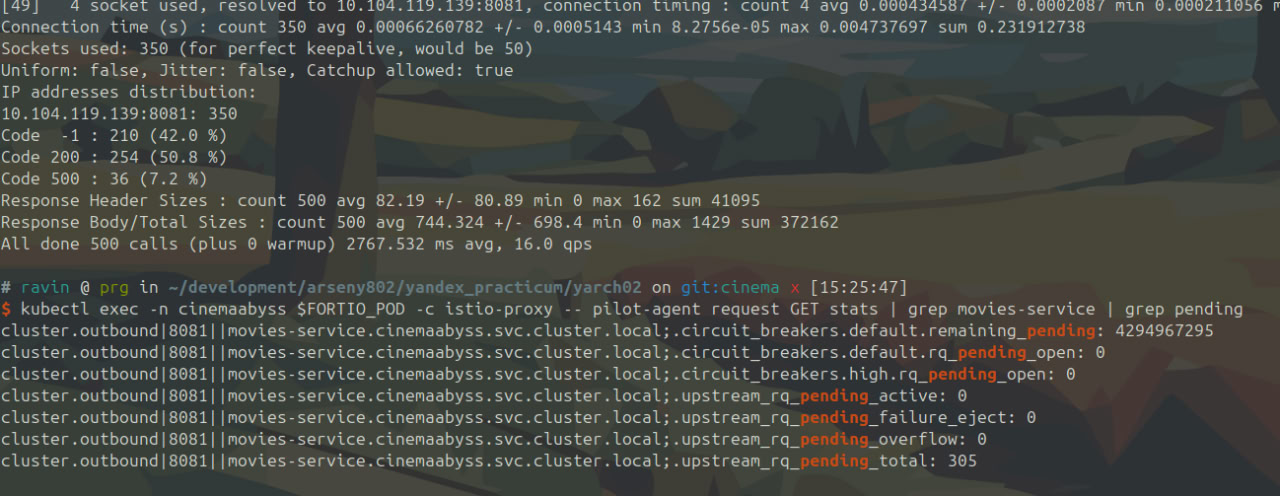 [49]   4 socket used, resolved to 10.104.119.139:8081, connection timing : count 4 avg 0.000434587 +/- 0.0002087 min 0.000211056 m
Connection time (s) : count 350 avg 0.00066260782 +/- 0.0005143 min 8.2756e-05 max 0.004737697 sum 0.231912738
Sockets used: 350 (for perfect keepalive, would be 50)
Uniform: false, Jitter: false, Catchup allowed: true
IP addresses distribution:
10.104.119.139:8081: 350
Code  -1 : 210 (42.0 %)
Code 200 : 254 (50.8 %)
Code 500 : 36 (7.2 %)
Response Header Sizes : count 500 avg 82.19 +/- 80.89 min 0 max 162 sum 41095
Response Body/Total Sizes : count 500 avg 744.324 +/- 698.4 min 0 max 1429 sum 372162
All done 500 calls (plus 0 warmup) 2767.532 ms avg, 16.0 qps
# ravin @ prg in ~/development/arseny802/yandex_practicum/yarch02 on git:cinema x [15:25:47]
$ kubectl exec -n cinemaabyss $FORTIO_POD -c istio-proxy -- pilot-agent request GET stats | grep movies-service | grep pending
cluster.outbound|8081||movies-service.cinemaabyss.svc.cluster.local;.circuit_breakers.default.remaining_pending: 4294967295
cluster.outbound|8081||movies-service.cinemaabyss.svc.cluster.local;.circuit_breakers.default.rq_pending_open: 0
cluster.outbound|8081||movies-service.cinemaabyss.svc.cluster.local;.circuit_breakers.high.rq_pending_open: 0
cluster.outbound|8081||movies-service.cinemaabyss.svc.cluster.local;.upstream_rq_pending_active: 0
cluster.outbound|8081||movies-service.cinemaabyss.svc.cluster.local;.upstream_rq_pending_failure_eject: 0
cluster.outbound|8081||movies-service.cinemaabyss.svc.cluster.local;.upstream_rq_pending_overflow: 0
cluster.outbound|8081||movies-service.cinemaabyss.svc.cluster.local;.upstream_rq_pending_total: 305